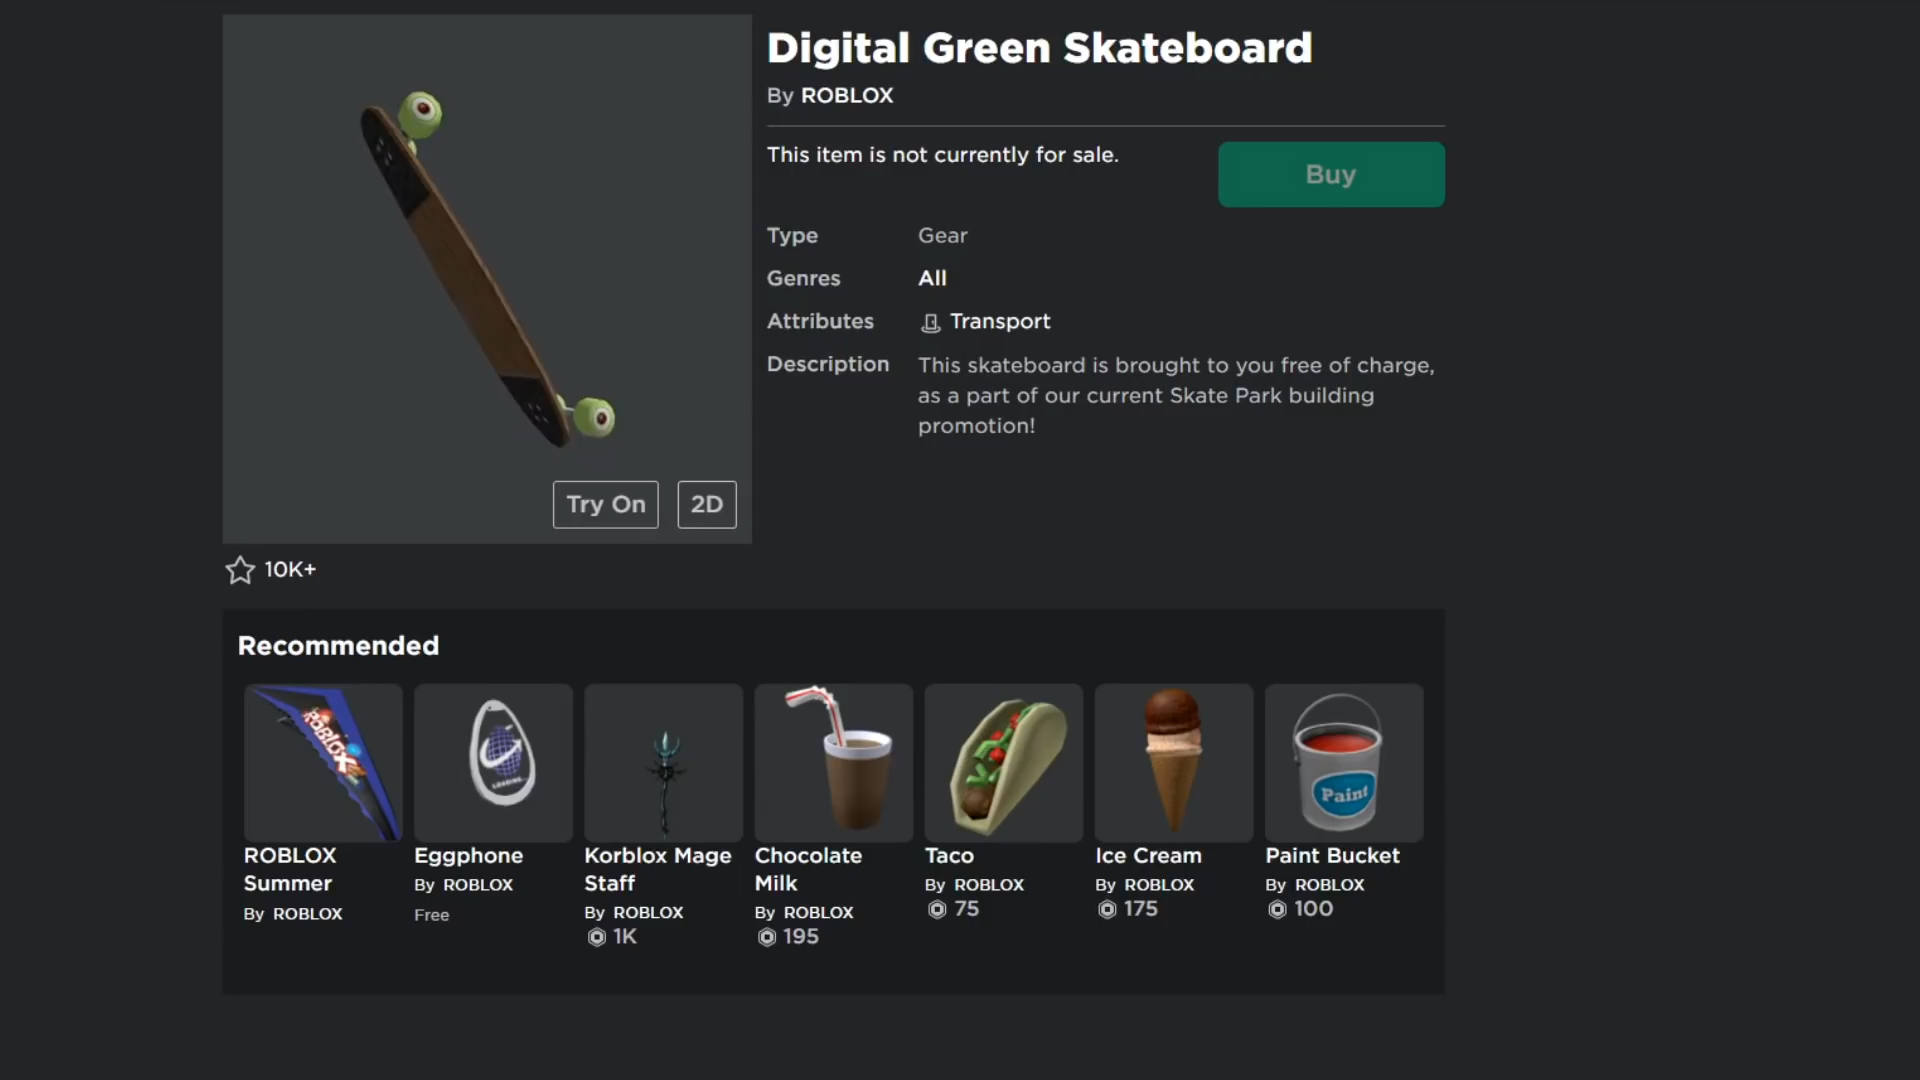 Digital Green Skateboard
By ROBLOX
This item is not currently for sale.
Buy
Type Gear
Genres All
Attributes Transport
Description This skateboard is brought to you free of charge,
as a part of our current Skate Park building
promotion!
Try On 2D
10K+
Recommended
ROBLOX
LOADING...
Paint
ROBLOX
Summer
By ROBLOX
Eggphone
By ROBLOX
Free
Korblox Mage
Staff
By ROBLOX
1K
Chocolate
Milk
By ROBLOX
195
Taco
By ROBLOX
75
Ice Cream
By ROBLOX
175
Paint Bucket
By ROBLOX
100